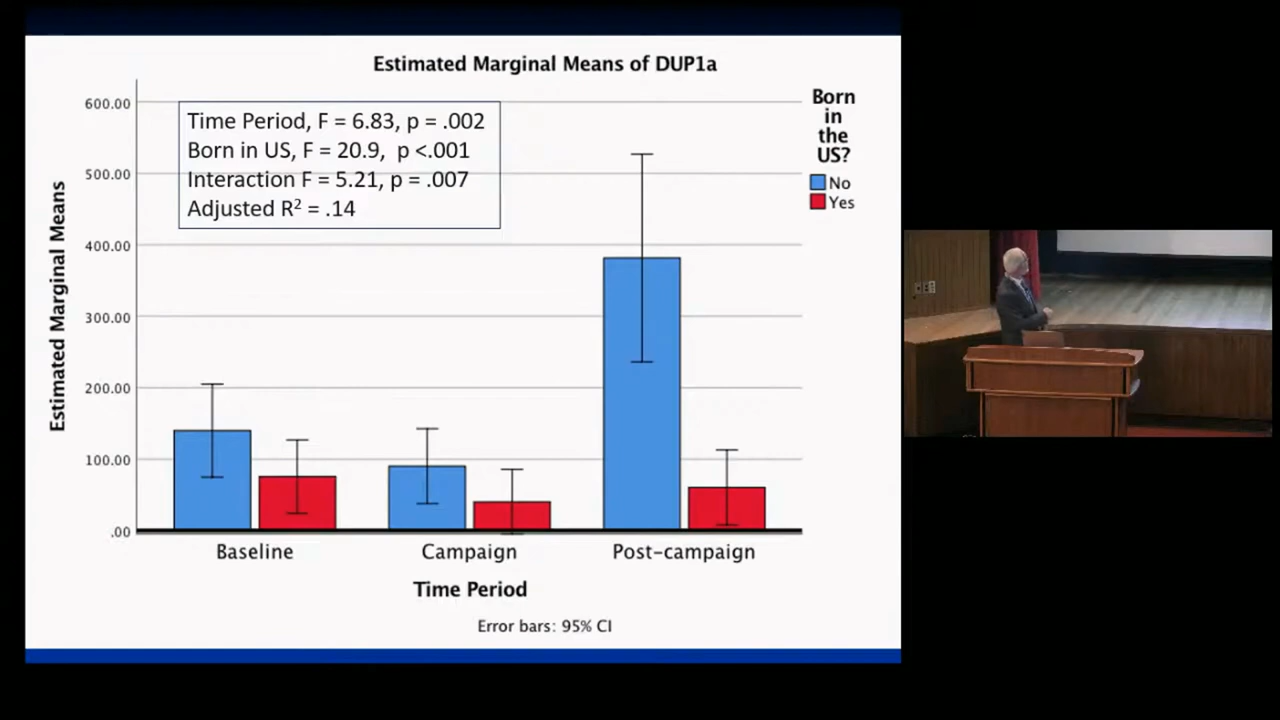 Estimated Marginal Means of DUP1a
Time Period, F = 6.83, p = .002
Born in US, F = 20.9,  p <.001
Interaction F = 5.21, p = .007
Adjusted R² = .14
Estimated Marginal Means
600.00
500.00
400.00
300.00
200.00
100.00
.00
Baseline
Campaign
Post-campaign
Time Period
Error bars: 95% CI
Born
in
the
US?
No
Yes